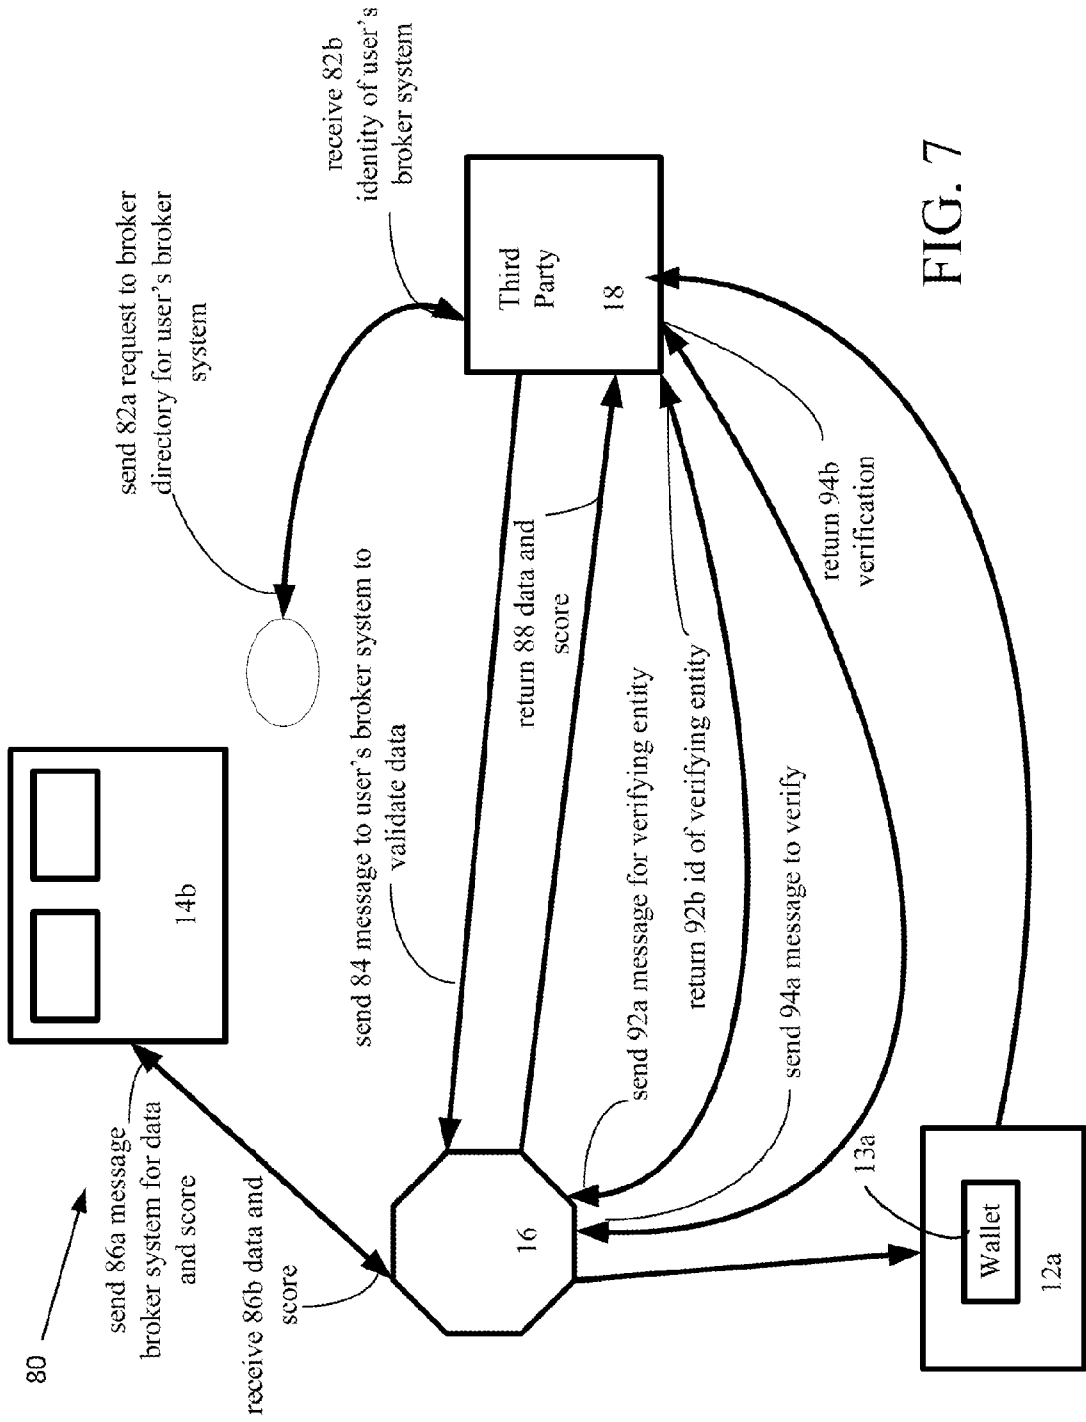 80
send 86a message
broker system for data
and score
receive 86b data and
score
14b
send 82a request to broker
directory for user's broker
system
receive 82b
identity of user's
broker system
send 84 message to user's broker system to
validate data
Third
Party
18
return 88 data and
score
16
send 92a message for verifying entity
return 92b id of verifying entity
send 94a message to verify
return 94b
verification
13a
Wallet
12a
FIG. 7